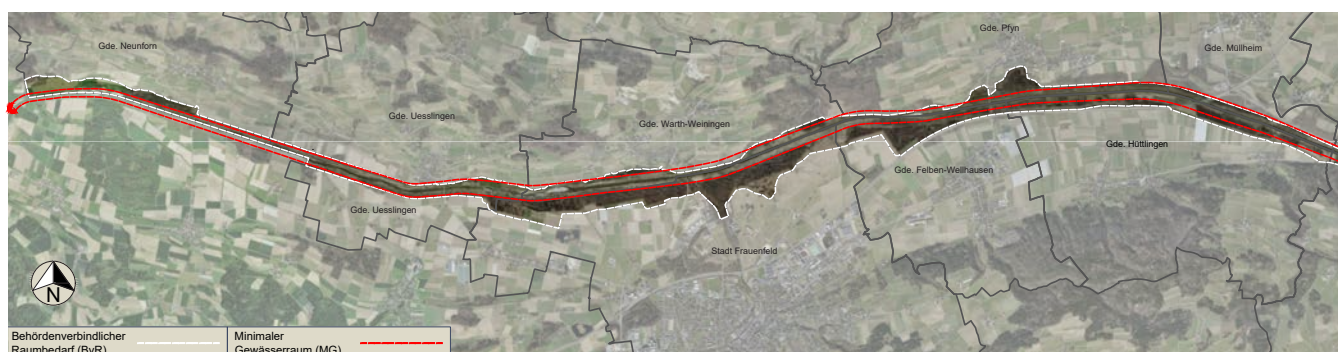 Gde. Neunforn
Gde. Pfyn
Gde. Müllheim
Gde. Uesslingen
Gde. Warth-Weiningen
Gde. Hüttlingen
Gde. Felben-Wellhausen
Gde. Uesslingen
Stadt Frauenfeld
N
Behördenverbindlicher
Raumbedarf (BvR)
Minimaler
Gewässerraum (MG)